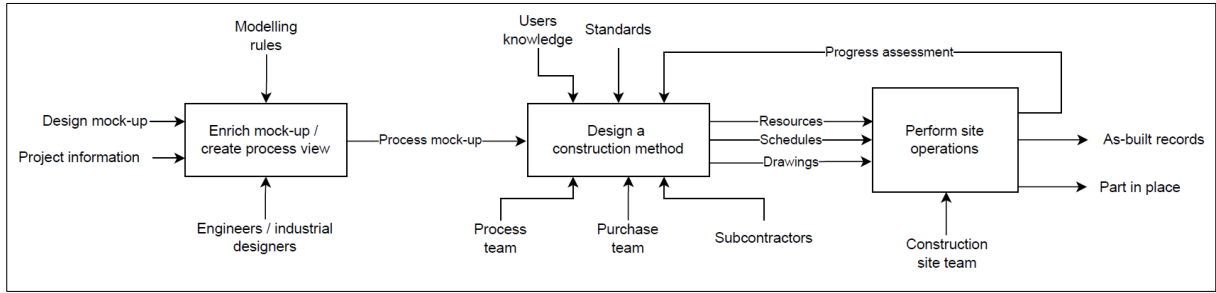 Modelling
rules
Users
knowledge
Standards
Progress assessment
Design mock-up
Project information
Enrich mock-up /
create process view
Process mock-up
Design a
construction method
Resources
Schedules
Drawings
Perform site
operations
As-built records
Part in place
Engineers / industrial
designers
Process
team
Purchase
team
Subcontractors
Construction
site team